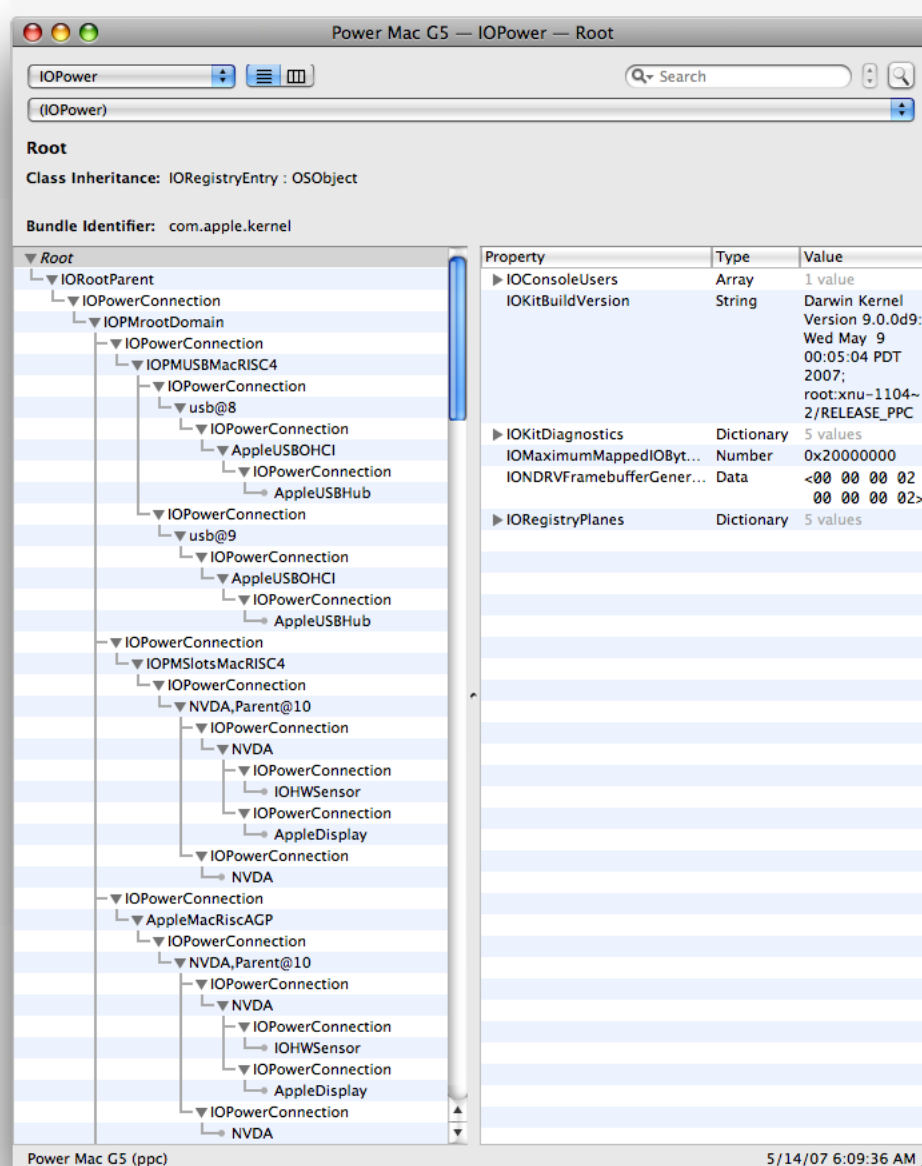 Power Mac G5 — IOPower — Root
IOPower
Search
(IOPower)
Root
Class Inheritance: IORegistryEntry : OSObject
Bundle Identifier: com.apple.kernel
Root
IORootParent
IOPowerConnection
IOPMrootDomain
IOPowerConnection
IOPMUSBMacRISC4
IOPowerConnection
usb@8
IOPowerConnection
AppleUSBOHCI
IOPowerConnection
AppleUSBHub
IOPowerConnection
usb@9
IOPowerConnection
AppleUSBOHCI
IOPowerConnection
AppleUSBHub
IOPowerConnection
IOPMSlotsMacRISC4
IOPowerConnection
NVDA,Parent@10
IOPowerConnection
NVDA
IOPowerConnection
IOHWSensor
IOPowerConnection
AppleDisplay
IOPowerConnection
NVDA
IOPowerConnection
AppleMacRiscAGP
IOPowerConnection
NVDA,Parent@10
IOPowerConnection
NVDA
IOPowerConnection
IOHWSensor
IOPowerConnection
AppleDisplay
IOPowerConnection
NVDA
Property Type Value
IOConsoleUsers Array 1 value
IOKitBuildVersion String Darwin Kernel
Version 9.0.0d9:
Wed May 9
00:05:04 PDT
2007;
root:xnu-1104~
2/RELEASE_PPC
IOKitDiagnostics Dictionary 5 values
IOMaximumMappedIOByt... Number 0x20000000
IONDRVFramebufferGener... Data <00 00 00 02
00 00 00 02>
IORegistryPlanes Dictionary 5 values
Power Mac G5 (ppc)
5/14/07 6:09:36 AM